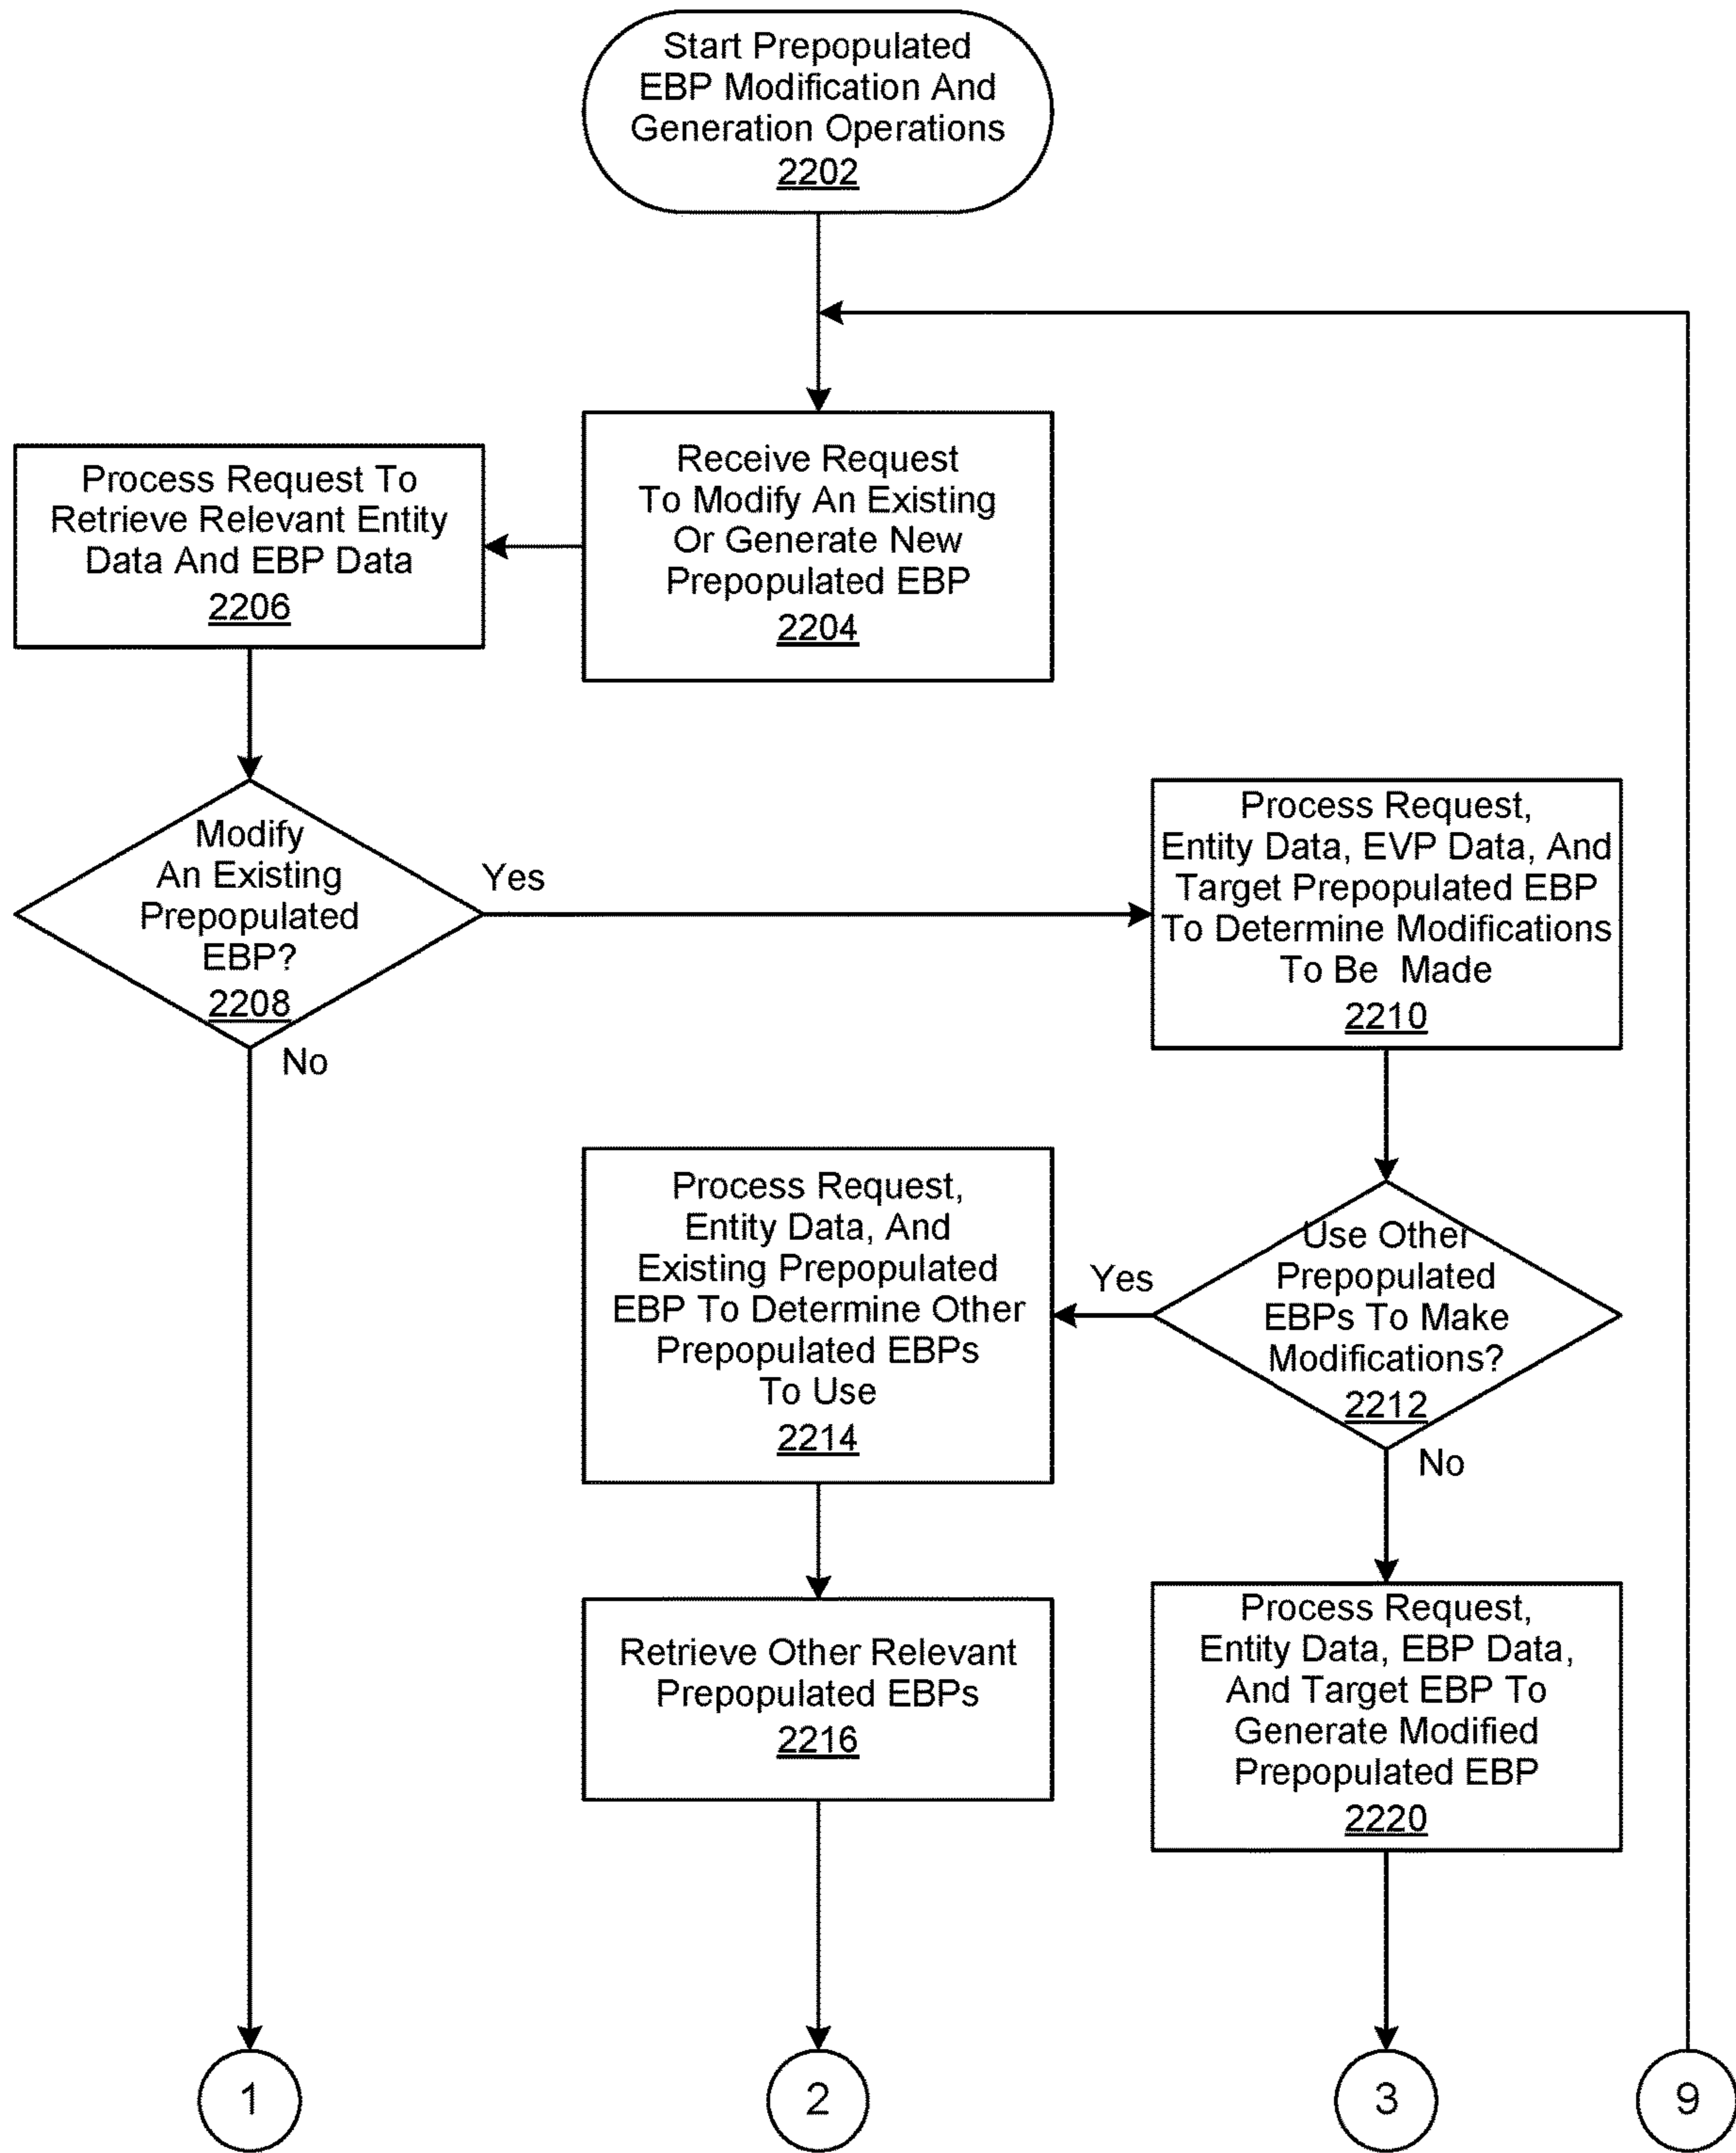 Start Prepopulated
EBP Modification And
Generation Operations
2202
Receive Request
To Modify An Existing
Or Generate New
Prepopulated EBP
2204
Process Request To
Retrieve Relevant Entity
Data And EBP Data
2206
Modify
An Existing
Prepopulated
EBP?
2208
Yes
No
Process Request,
Entity Data, EVP Data, And
Target Prepopulated EBP
To Determine Modifications
To Be Made
2210
Use Other
Prepopulated
EBPs To Make
Modifications?
2212
Yes
No
Process Request,
Entity Data, And
Existing Prepopulated
EBP To Determine Other
Prepopulated EBPs
To Use
2214
Retrieve Other Relevant
Prepopulated EBPs
2216
Process Request,
Entity Data, EBP Data,
And Target EBP To
Generate Modified
Prepopulated EBP
2220
1
2
3
9